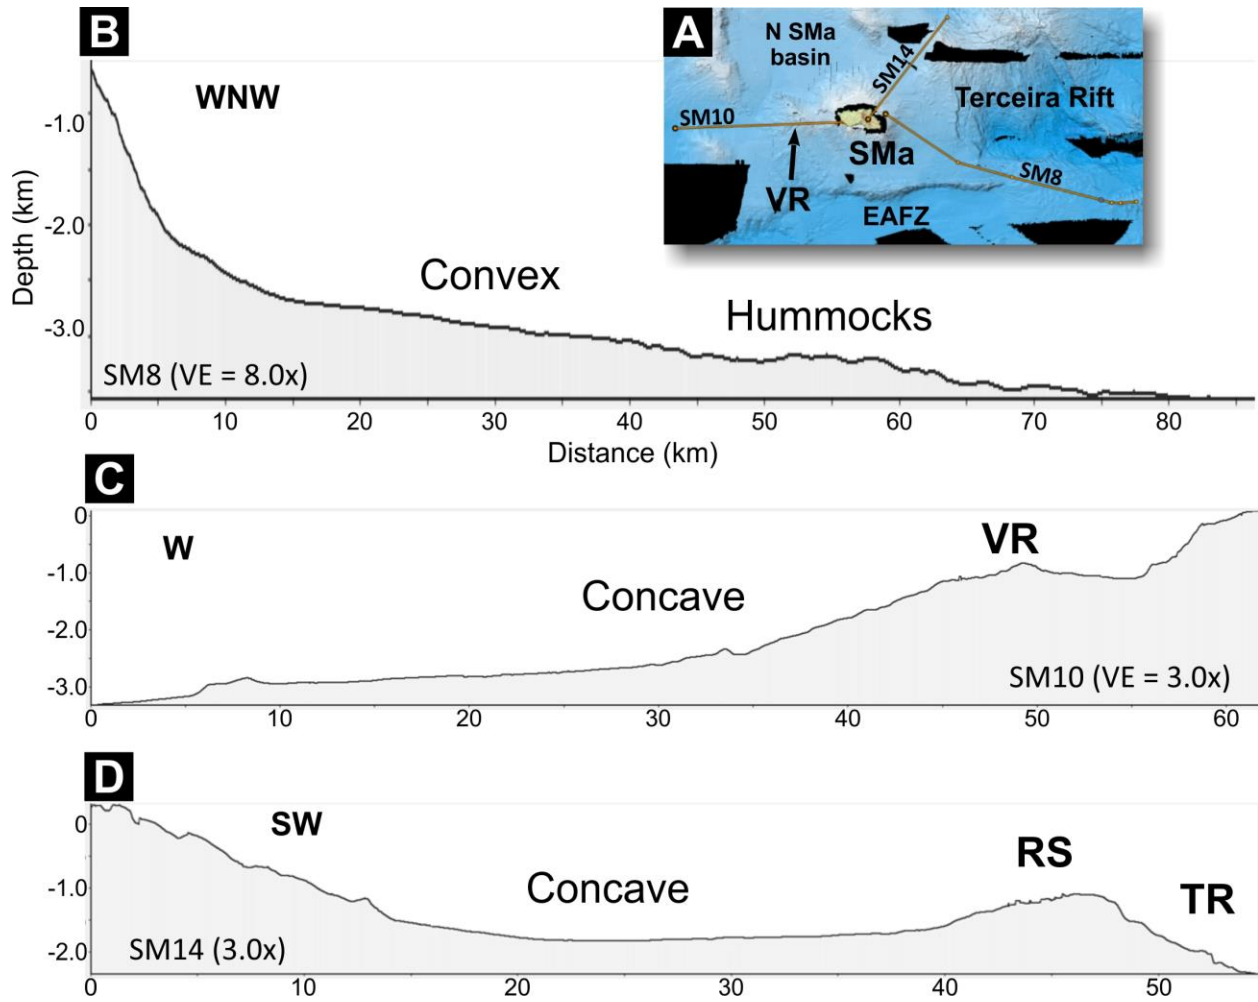 B
WNW
-1.0
-2.0
-3.0
Depth (km)
Convex
Hummocks
SM8 (VE = 8.0x)
0
10
20
30
40
50
60
70
80
Distance (km)
A
N SMa
basin
SM14
Terceira Rift
SM10
SMa
VR
SM8
EAFZ
C
0
-1.0
-2.0
-3.0
W
Concave
VR
SM10 (VE = 3.0x)
0
10
20
30
40
50
60
D
0
-1.0
-2.0
SW
Concave
RS
TR
SM14 (3.0x)
0
10
20
30
40
50